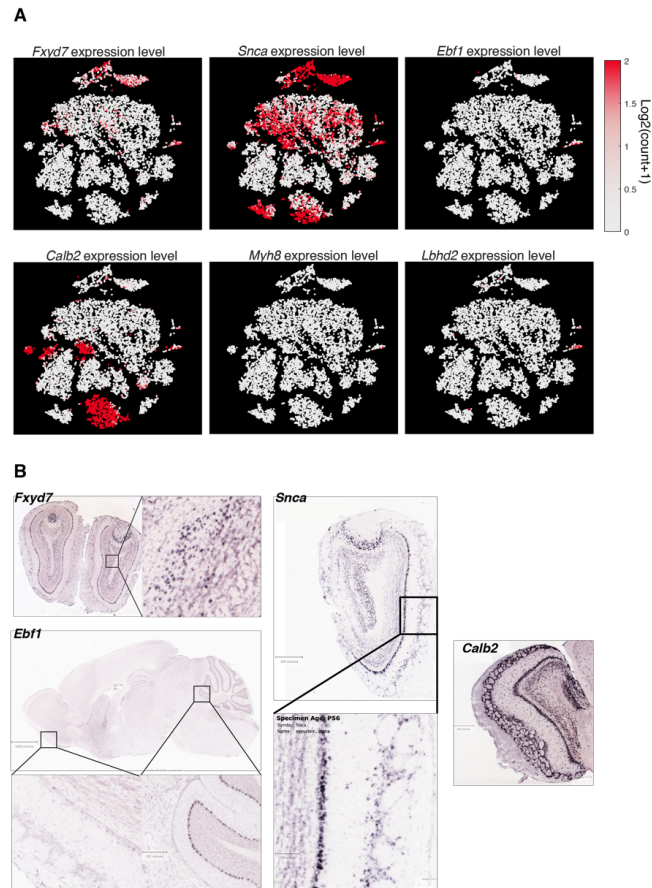 A
Fxyd7 expression level
Snca expression level
Ebf1 expression level
2
1.5
1
0.5
0
Log2(count+1)
Calb2 expression level
Myh8 expression level
Lbhd2 expression level
B
Fxyd7
Snca
Ebf1
Calb2
Specimen Age: P56